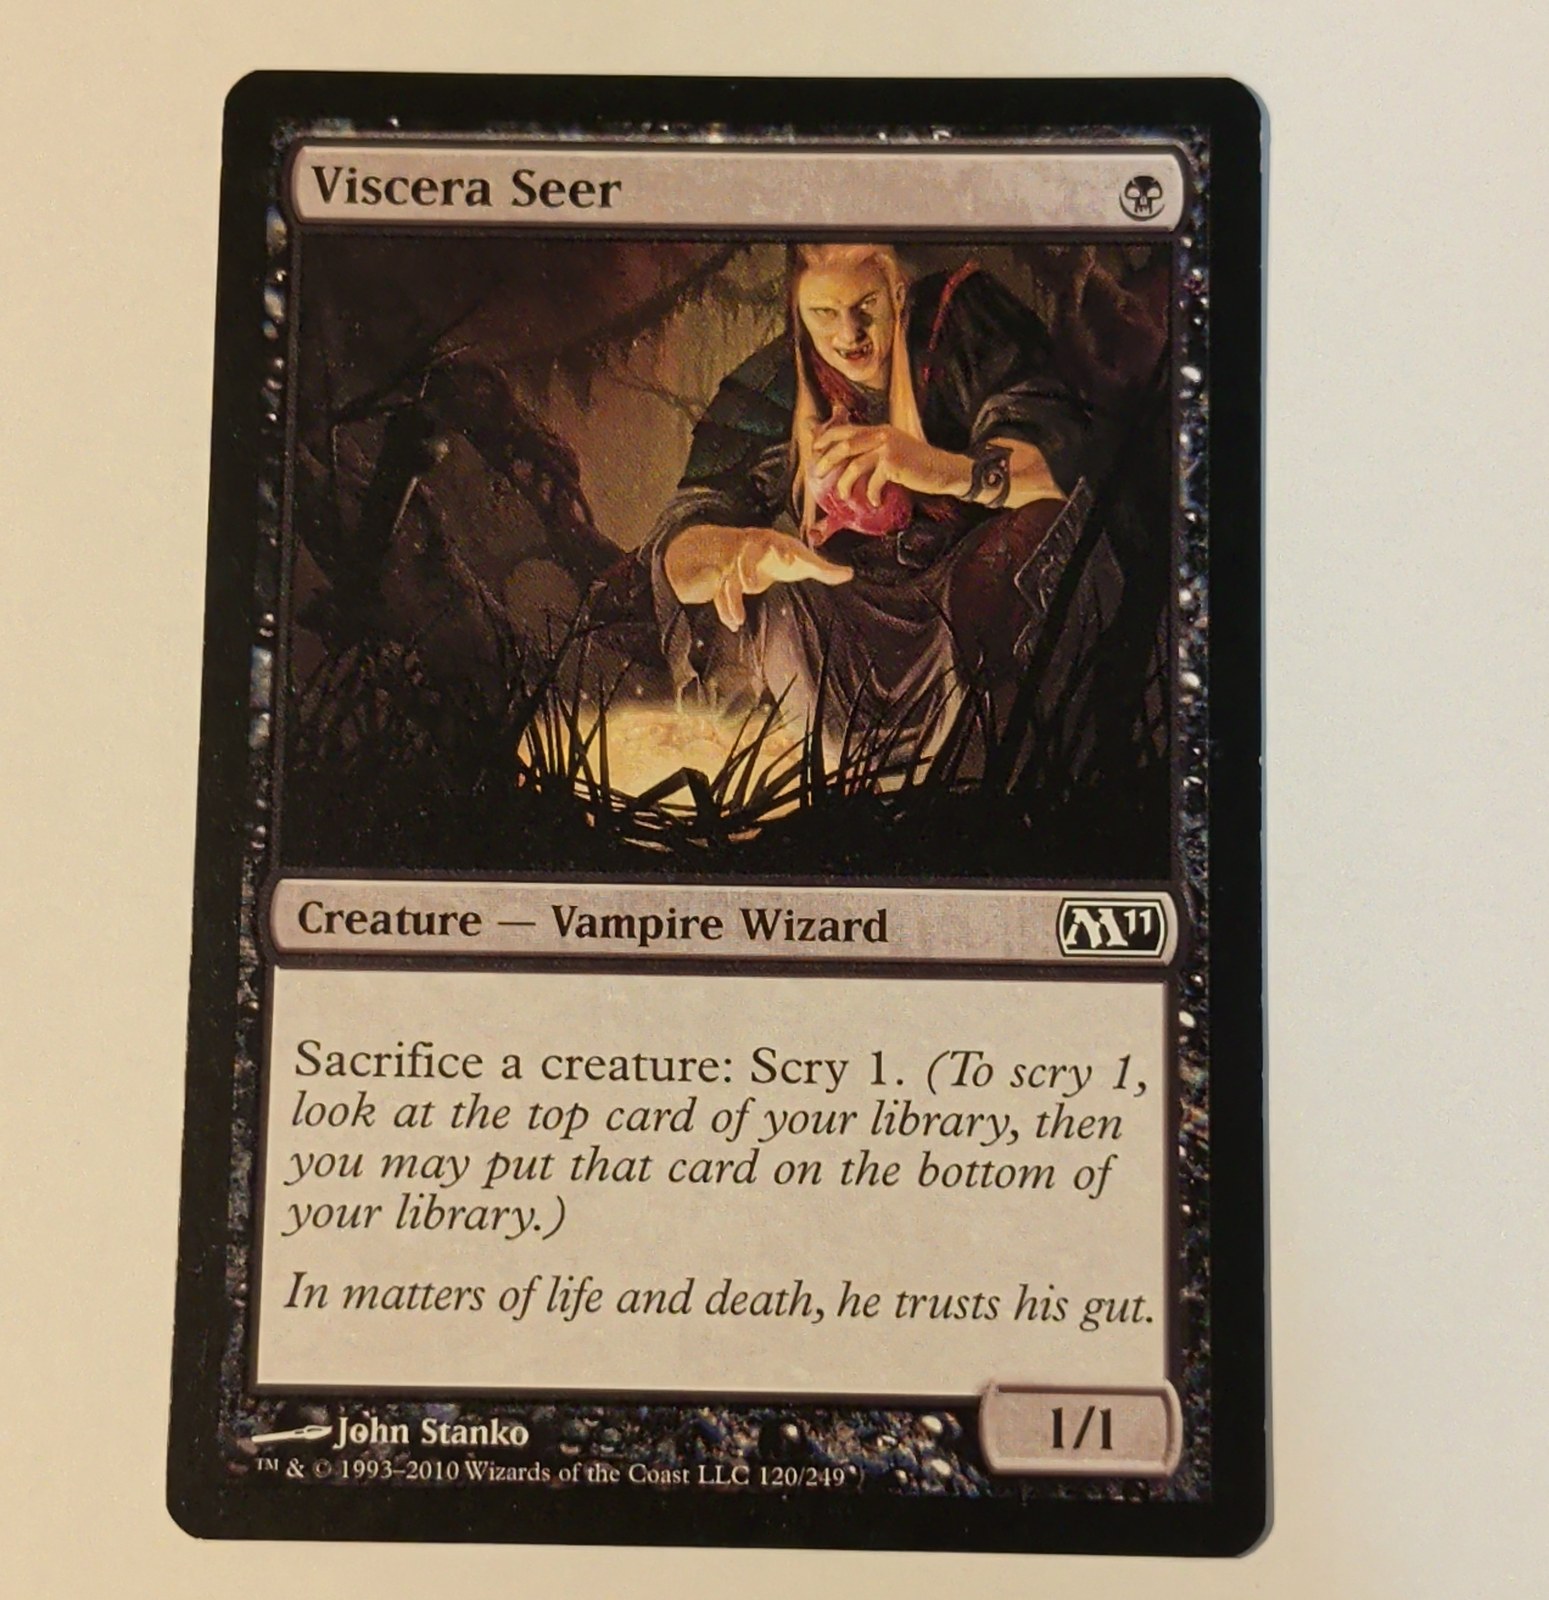 Viscera Seer
Creature — Vampire Wizard
M11
Sacrifice a creature: Scry 1. (To scry 1,
look at the top card of your library, then
you may put that card on the bottom of
your library.)
In matters of life and death, he trusts his gut.
1/1
John Stanko
™ & © 1993–2010 Wizards of the Coast LLC 120/249